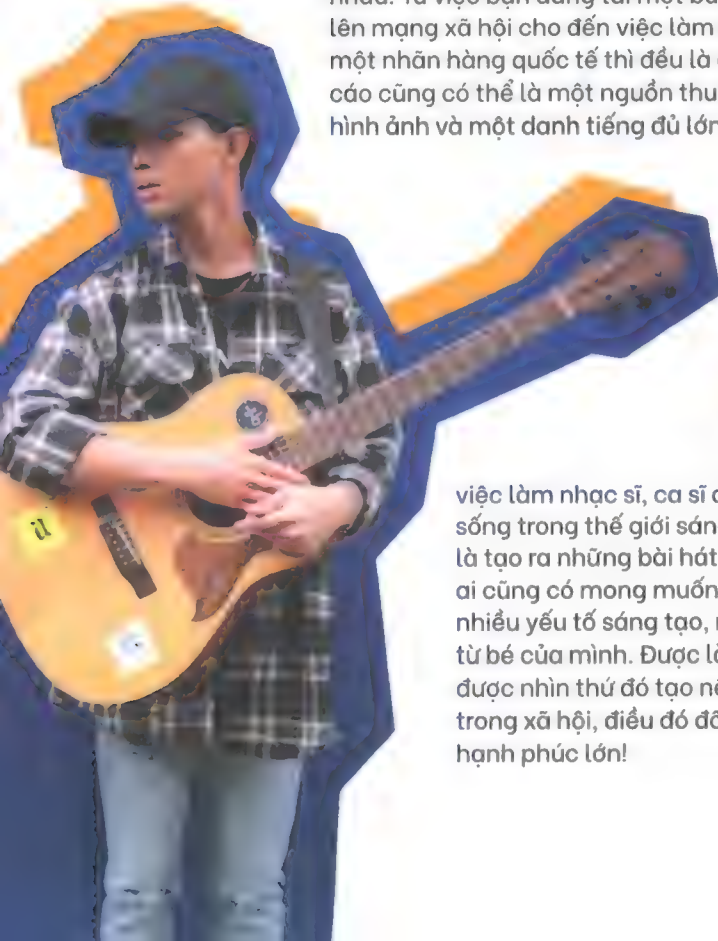 lên mạng xã hội cho đến việc làm
một nhãn hàng quốc tế thì đều là
cáo cũng có thể là một nguồn thu
hình ảnh và một danh tiếng đủ lớn
việc làm nhạc sĩ, ca sĩ
sống trong thế giới sán
là tạo ra những bài hát
ai cũng có mong muốn
nhiều yếu tố sáng tạo,
từ bé của mình. Được
được nhìn thứ đó tạo
trong xã hội, điều đó
hạnh phúc lớn!